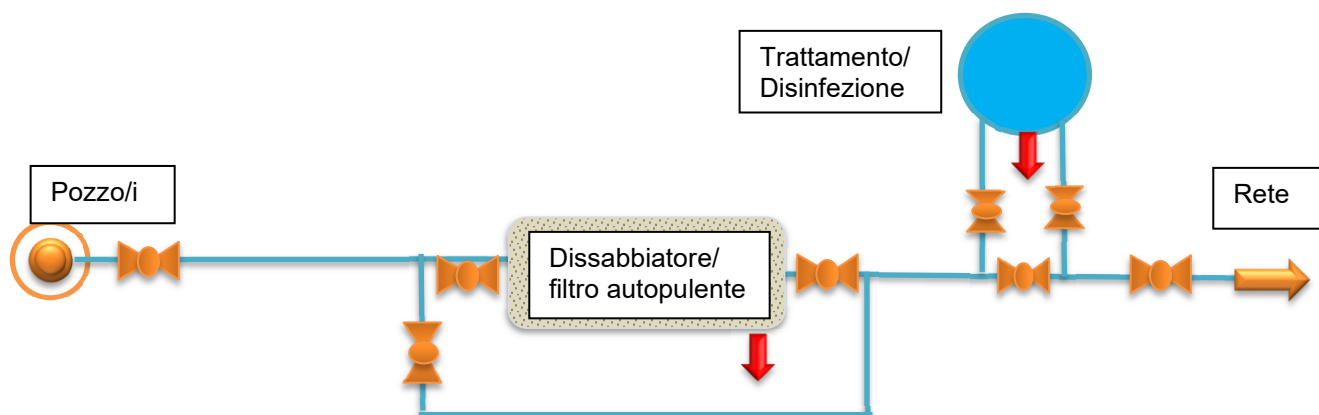 Trattamento/
Disinfezione
Pozzo/i
Rete
Dissabbiatore/
filtro autopulente